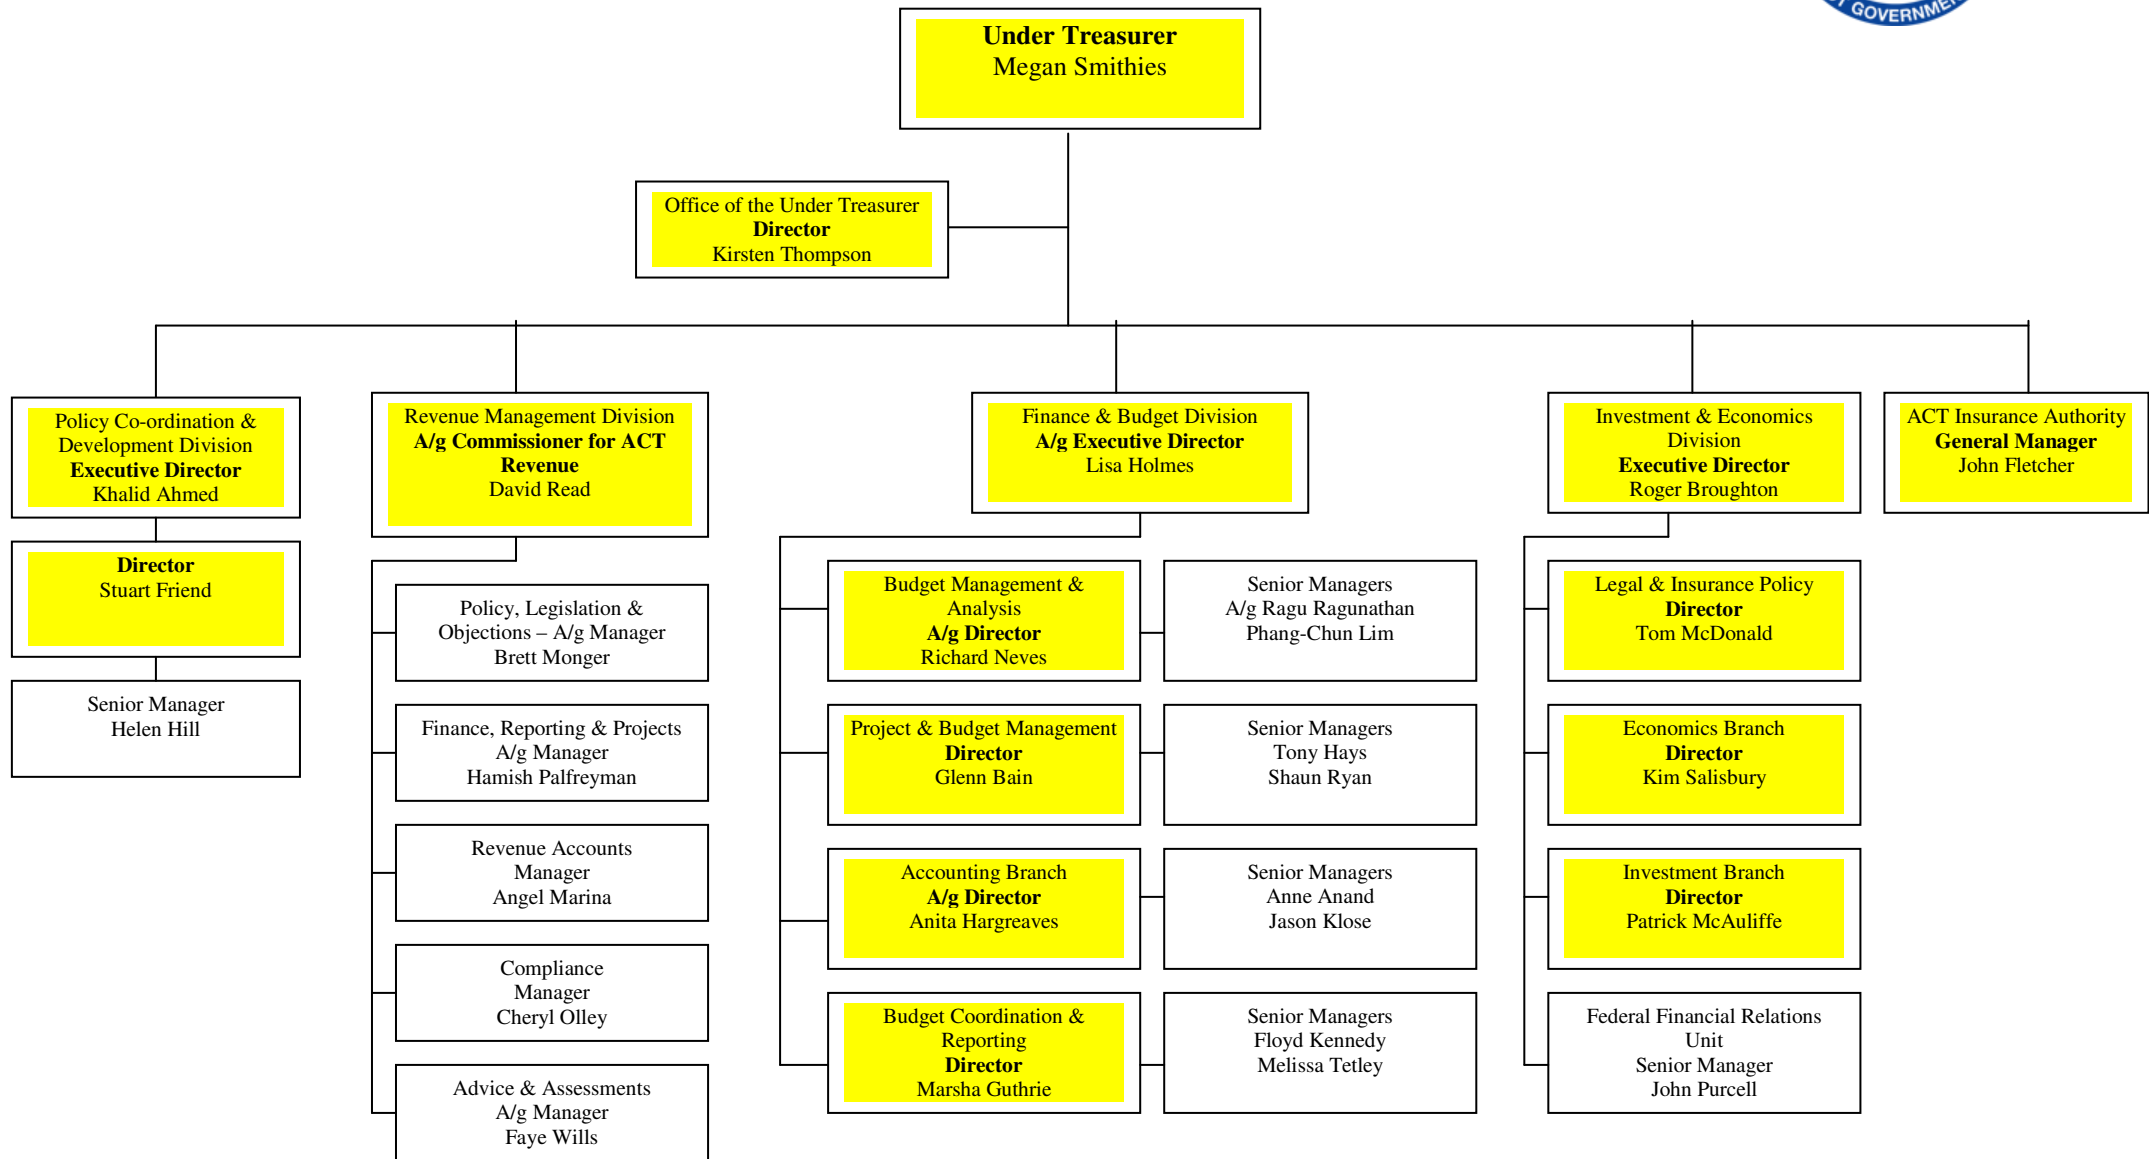 GOVERNME
Under Treasurer
Megan Smithies
Office of the Under Treasurer
Director
Kirsten Thompson
Policy Co-ordination &
Development Division
Executive Director
Khalid Ahmed
Director
Stuart Friend
Senior Manager
Helen Hill
Revenue Management Division
A/g Commissioner for ACT
Revenue
David Read
Policy, Legislation &
Objections – A/g Manager
Brett Monger
Finance, Reporting & Projects
A/g Manager
Hamish Palfreyman
Revenue Accounts
Manager
Angel Marina
Compliance
Manager
Cheryl Olley
Advice & Assessments
A/g Manager
Faye Wills
Finance & Budget Division
A/g Executive Director
Lisa Holmes
Budget Management &
Analysis
A/g Director
Richard Neves
Senior Managers
A/g Ragu Ragunathan
Phang-Chun Lim
Project & Budget Management
Director
Glenn Bain
Senior Managers
Tony Hays
Shaun Ryan
Accounting Branch
A/g Director
Anita Hargreaves
Senior Managers
Anne Anand
Jason Klose
Budget Coordination &
Reporting
Director
Marsha Guthrie
Senior Managers
Floyd Kennedy
Melissa Tetley
Investment & Economics
Division
Executive Director
Roger Broughton
Legal & Insurance Policy
Director
Tom McDonald
Economics Branch
Director
Kim Salisbury
Investment Branch
Director
Patrick McAuliffe
Federal Financial Relations
Unit
Senior Manager
John Purcell
ACT Insurance Authority
General Manager
John Fletcher